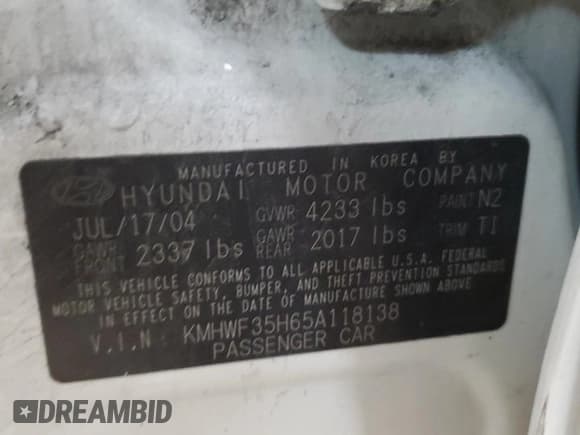 MANUFACTURED IN KOREA BY
HYUNDAI MOTOR COMPANY
JUL/17/04 GVWR 4233 lbs PAINT N2
GAWR FRONT 2337 lbs GAWR REAR 2017 lbs TRIM TI
THIS VEHICLE CONFORMS TO ALL APPLICABLE U.S.A. FEDERAL
MOTOR VEHICLE SAFETY, BUMPER, AND THEFT PREVENTION STANDARDS
IN EFFECT ON THE DATE OF MANUFACTURE SHOWN ABOVE
V.I.N KMHWF35H65A118138
PASSENGER CAR
DREAMBID